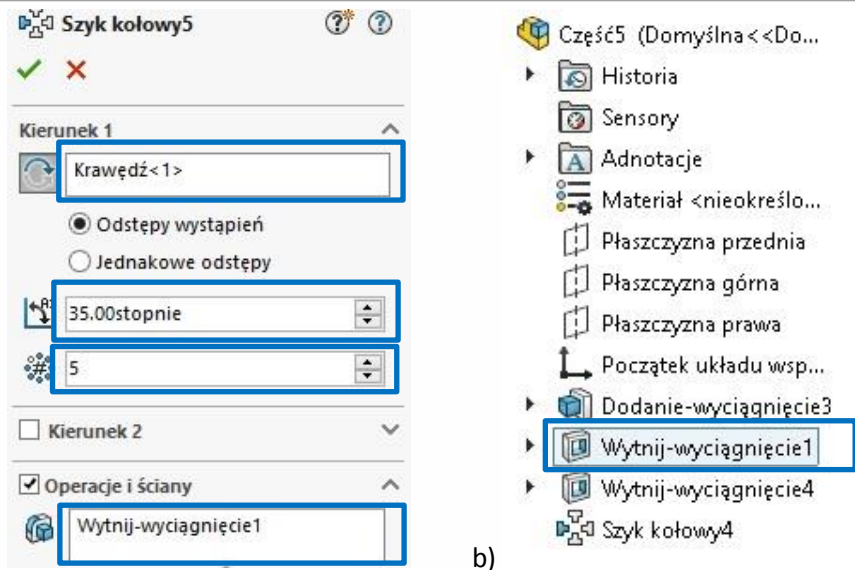 Szyk kołowy5
Kierunek 1
Krawędź<1>
Odstępy wystąpień
Jednakowe odstępy
35.00stopnie
5
Kierunek 2
Operacje i ściany
Wytnij-wyciągnięcie1
b)
Część5 (Domyślna<<Do...
Historia
Sensory
Adnotacje
Materiał <nieokreślo...
Płaszczyzna przednia
Płaszczyzna górna
Płaszczyzna prawa
Początek układu wsp...
Dodanie-wyciągnięcie3
Wytnij-wyciągnięcie1
Wytnij-wyciągnięcie4
Szyk kołowy4